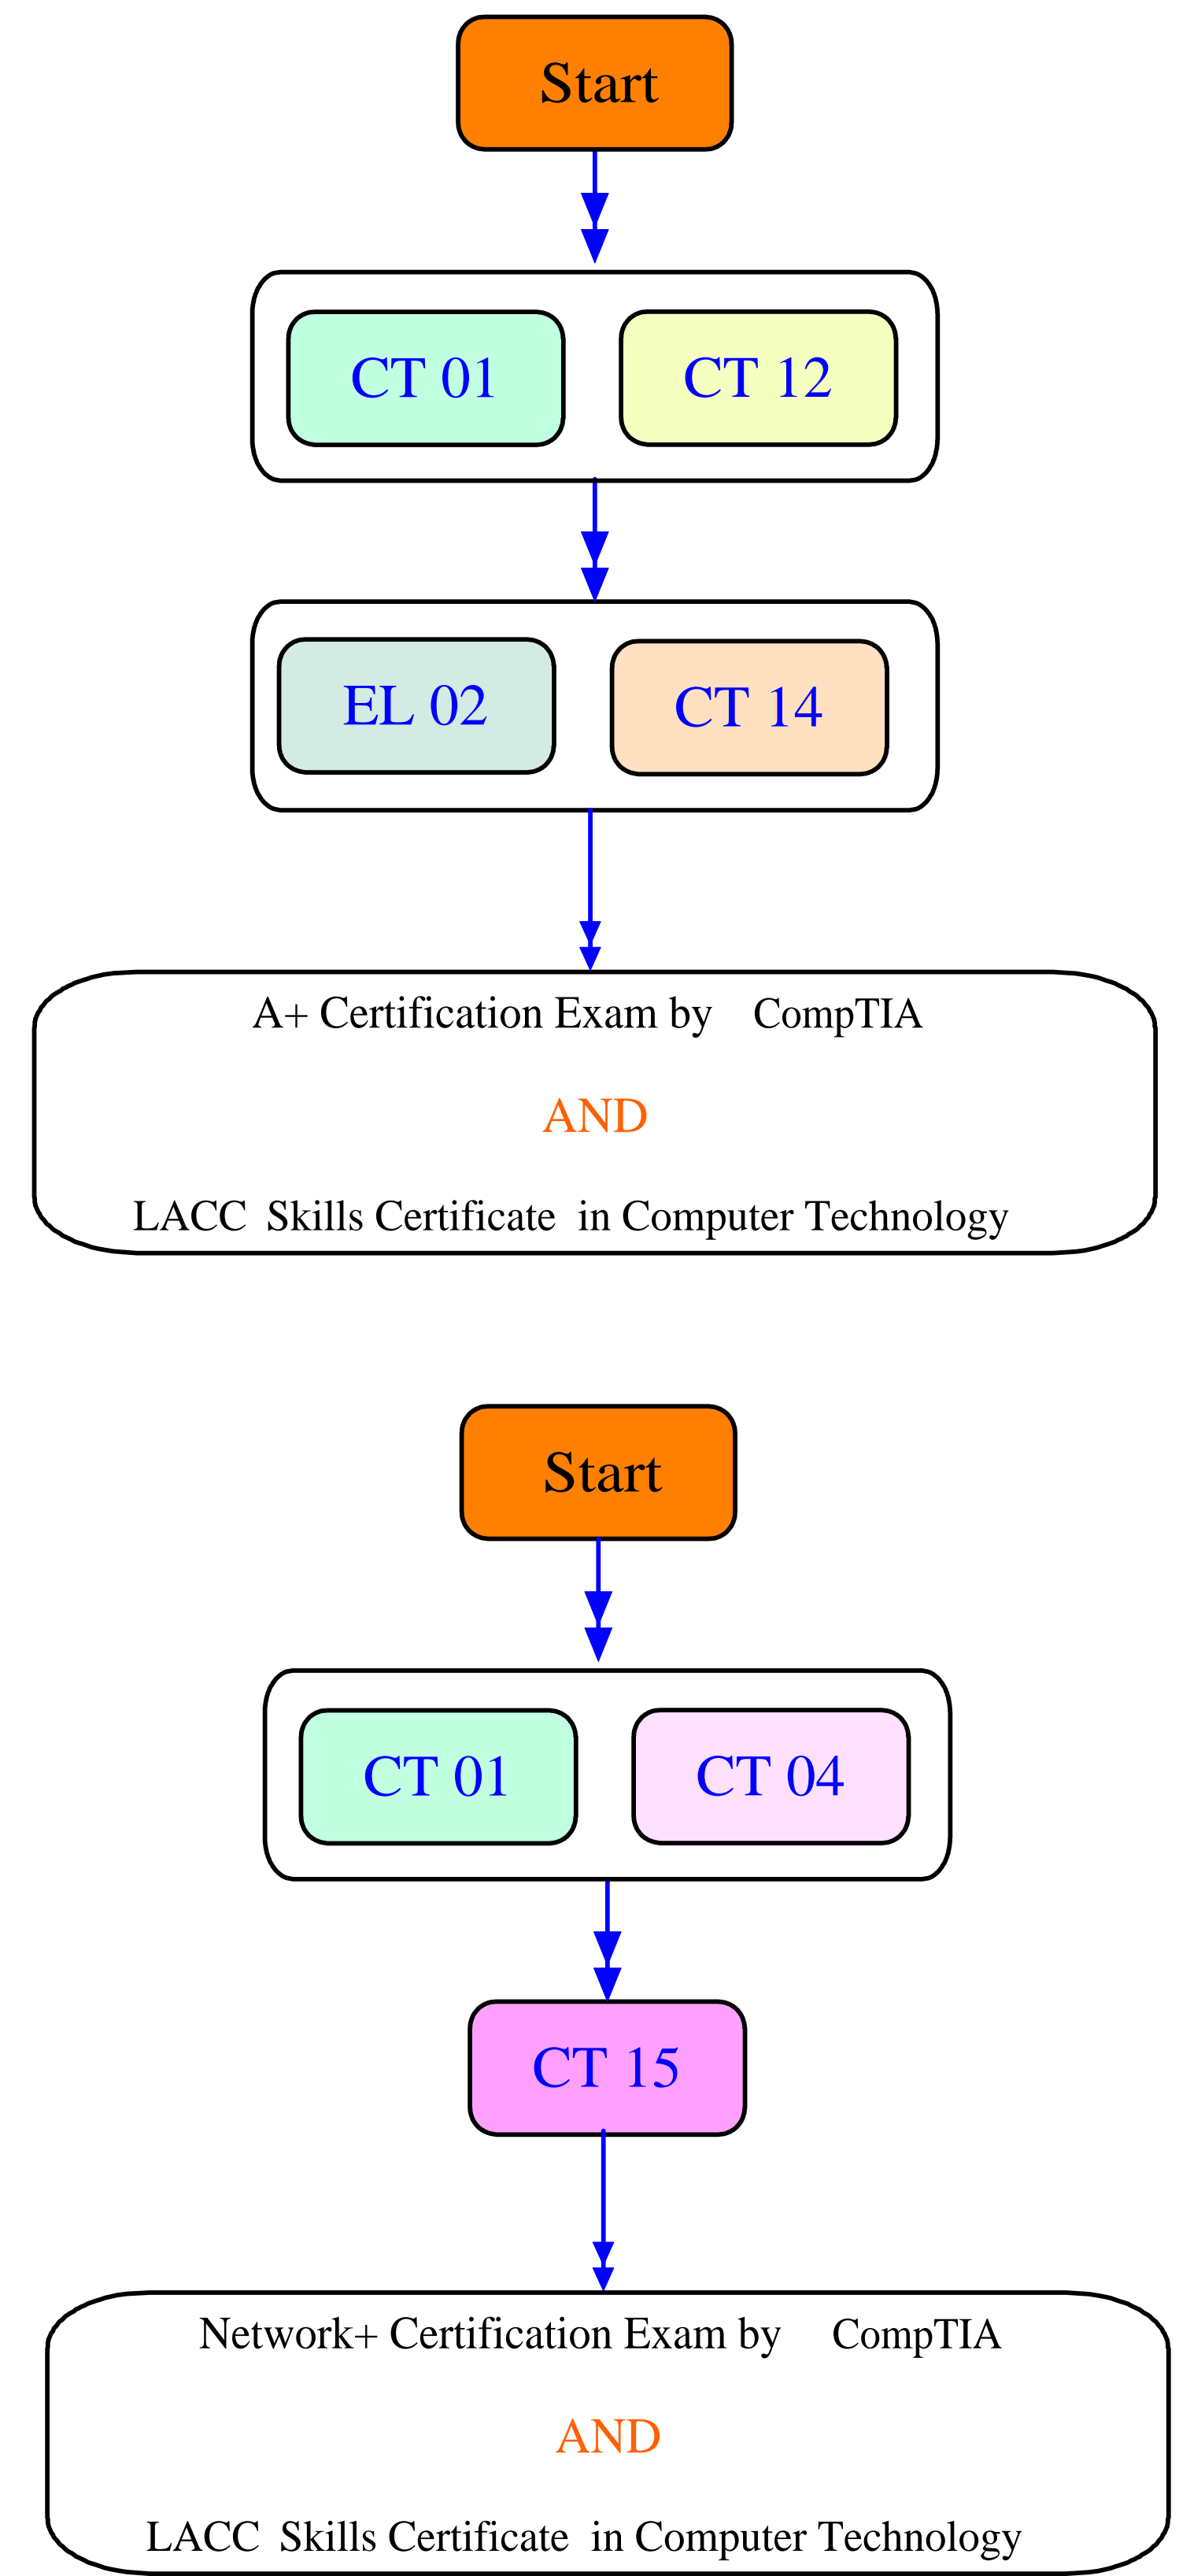 Start
CT 01 CT 12
EL 02 CT 14
A+ Certification Exam by CompTIA
AND
LACC Skills Certificate in Computer Technology
Start
CT 01 CT 04
CT 15
Network+ Certification Exam by CompTIA
AND
LACC Skills Certificate in Computer Technology